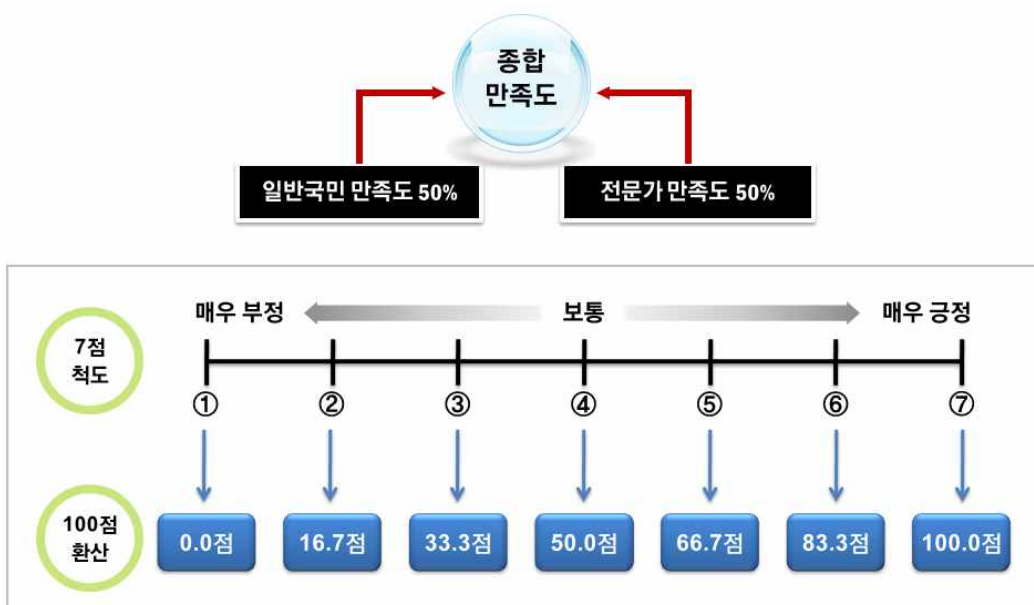 종합
만족도
일반국민 만족도 50%
전문가 만족도 50%
매우 부정
보통
매우 긍정
7점
척도
① ② ③ ④ ⑤ ⑥ ⑦
100점
환산
0.0점 16.7점 33.3점 50.0점 66.7점 83.3점 100.0점